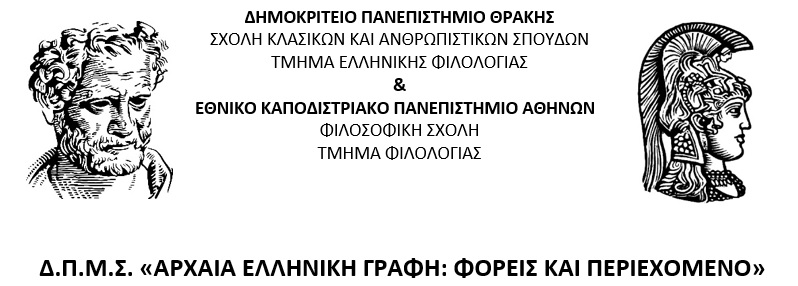 ΔΗΜΟΚΡΙΤΕΙΟ ΠΑΝΕΠΙΣΤΗΜΙΟ ΘΡΑΚΗΣ
ΣΧΟΛΗ ΚΛΑΣΙΚΩΝ ΚΑΙ ΑΝΘΡΩΠΙΣΤΙΚΩΝ ΣΠΟΥΔΩΝ
ΤΜΗΜΑ ΕΛΛΗΝΙΚΗΣ ΦΙΛΟΛΟΓΙΑΣ
&
ΕΘΝΙΚΟ ΚΑΠΟΔΙΣΤΡΙΑΚΟ ΠΑΝΕΠΙΣΤΗΜΙΟ ΑΘΗΝΩΝ
ΦΙΛΟΣΟΦΙΚΗ ΣΧΟΛΗ
ΤΜΗΜΑ ΦΙΛΟΛΟΓΙΑΣ
Δ.Π.Μ.Σ. «ΑΡΧΑΙΑ ΕΛΛΗΝΙΚΗ ΓΡΑΦΗ: ΦΟΡΕΙΣ ΚΑΙ ΠΕΡΙΕΧΟΜΕΝΟ»